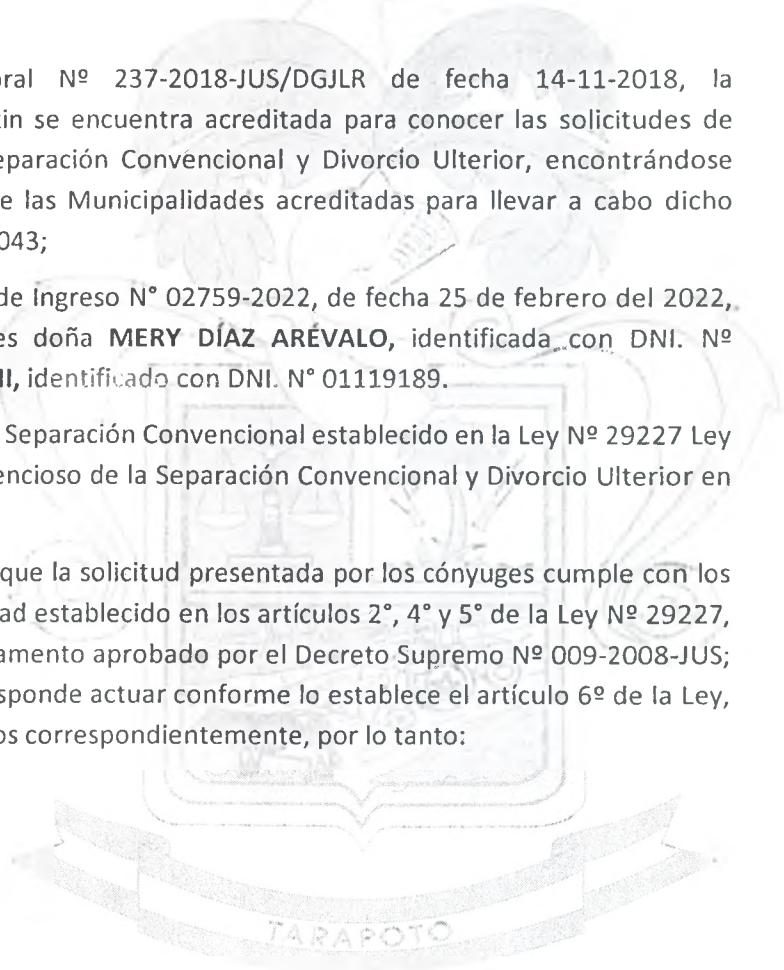 oral Nº 237-2018-JUS/DGJLR de fecha 14-11-2018, la
tin se encuentra acreditada para conocer las solicitudes de
eparación Convencional y Divorcio Ulterior, encontrándose
e las Municipalidades acreditadas para llevar a cabo dicho
043;
de ingreso N° 02759-2022, de fecha 25 de febrero del 2022,
es doña MERY DÍAZ ARÉVALO, identificada con DNI. Nº
II, identificado con DNI. N° 01119189.
Separación Convencional establecido en la Ley Nº 29227 Ley
encioso de la Separación Convencional y Divorcio Ulterior en
que la solicitud presentada por los cónyuges cumple con los
ad establecido en los artículos 2°, 4° y 5° de la Ley Nº 29227,
amento aprobado por el Decreto Supremo Nº 009-2008-JUS;
sponde actuar conforme lo establece el artículo 6º de la Ley,
os correspondientemente, por lo tanto:
TARAPOTO